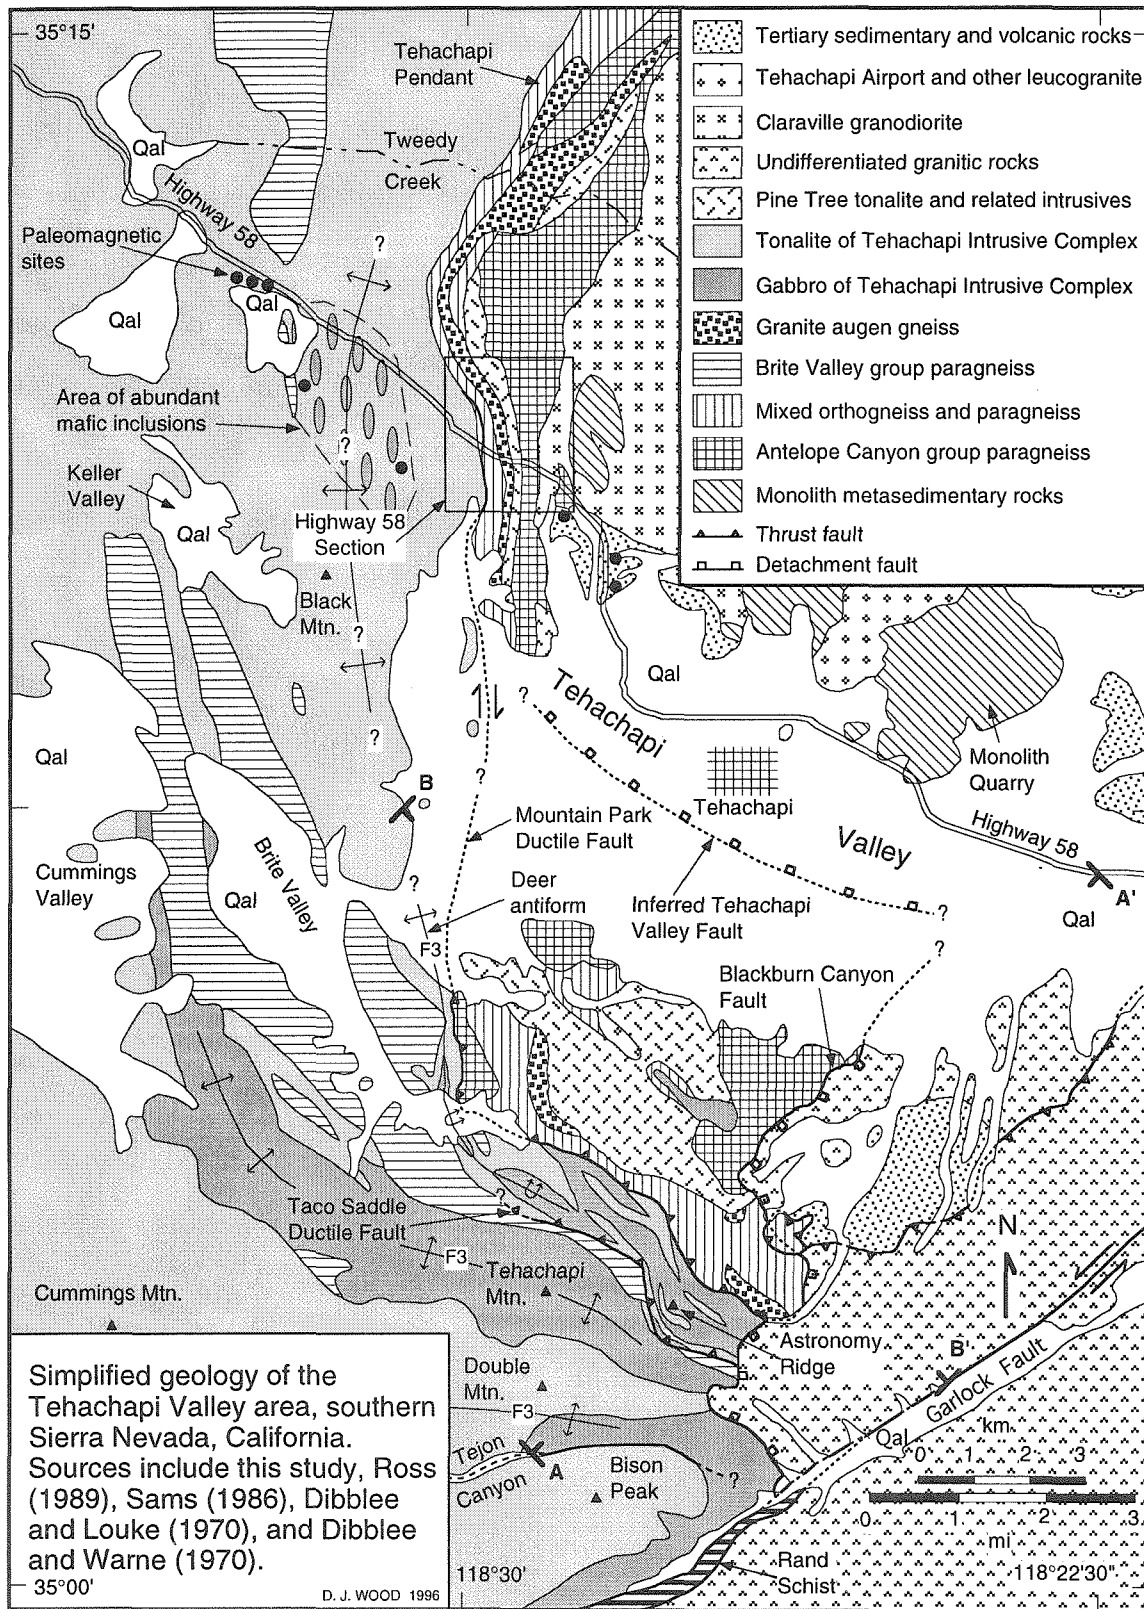 35°15'
Tehachapi
Pendant
Tweedy
Creek
Qal
Highway 58
Paleomagnetic
sites
Qal
Qal
?
Area of abundant
mafic inclusions
?
Keller
Valley
Qal
Highway 58
Section
Black
Mtn.
?
?
Tertiary sedimentary and volcanic rocks
Tehachapi Airport and other leucogranite
Claraville granodiorite
Undifferentiated granitic rocks
Pine Tree tonalite and related intrusives
Tonalite of Tehachapi Intrusive Complex
Gabbro of Tehachapi Intrusive Complex
Granite augen gneiss
Brite Valley group paragneiss
Mixed orthogneiss and paragneiss
Antelope Canyon group paragneiss
Monolith metasedimentary rocks
Thrust fault
Detachment fault
Qal
Tehachapi
Valley
?
Qal
B
?
Tehachapi
Monolith
Quarry
Mountain Park
Ductile Fault
Highway 58
A'
Cummings
Valley
Brite Valley
Qal
?
Deer
antiform
F3
Inferred Tehachapi
Valley Fault
?
Qal
?
Blackburn Canyon
Fault
Taco Saddle
Ductile Fault
?
F3
N
Tehachapi
Mtn.
Cummings Mtn.
Astronomy
Ridge
B'
Garlock Fault
Qal
Double
Mtn.
F3
Tejon
Canyon
A
Bison
Peak
?
km
0 1 2 3
0 1 2 3
mi
Rand
Schist
Simplified geology of the
Tehachapi Valley area, southern
Sierra Nevada, California.
Sources include this study, Ross
(1989), Sams (1986), Dibblee
and Louke (1970), and Dibblee
and Warne (1970).
35°00'
D. J. WOOD 1996
118°30'
118°22'30"